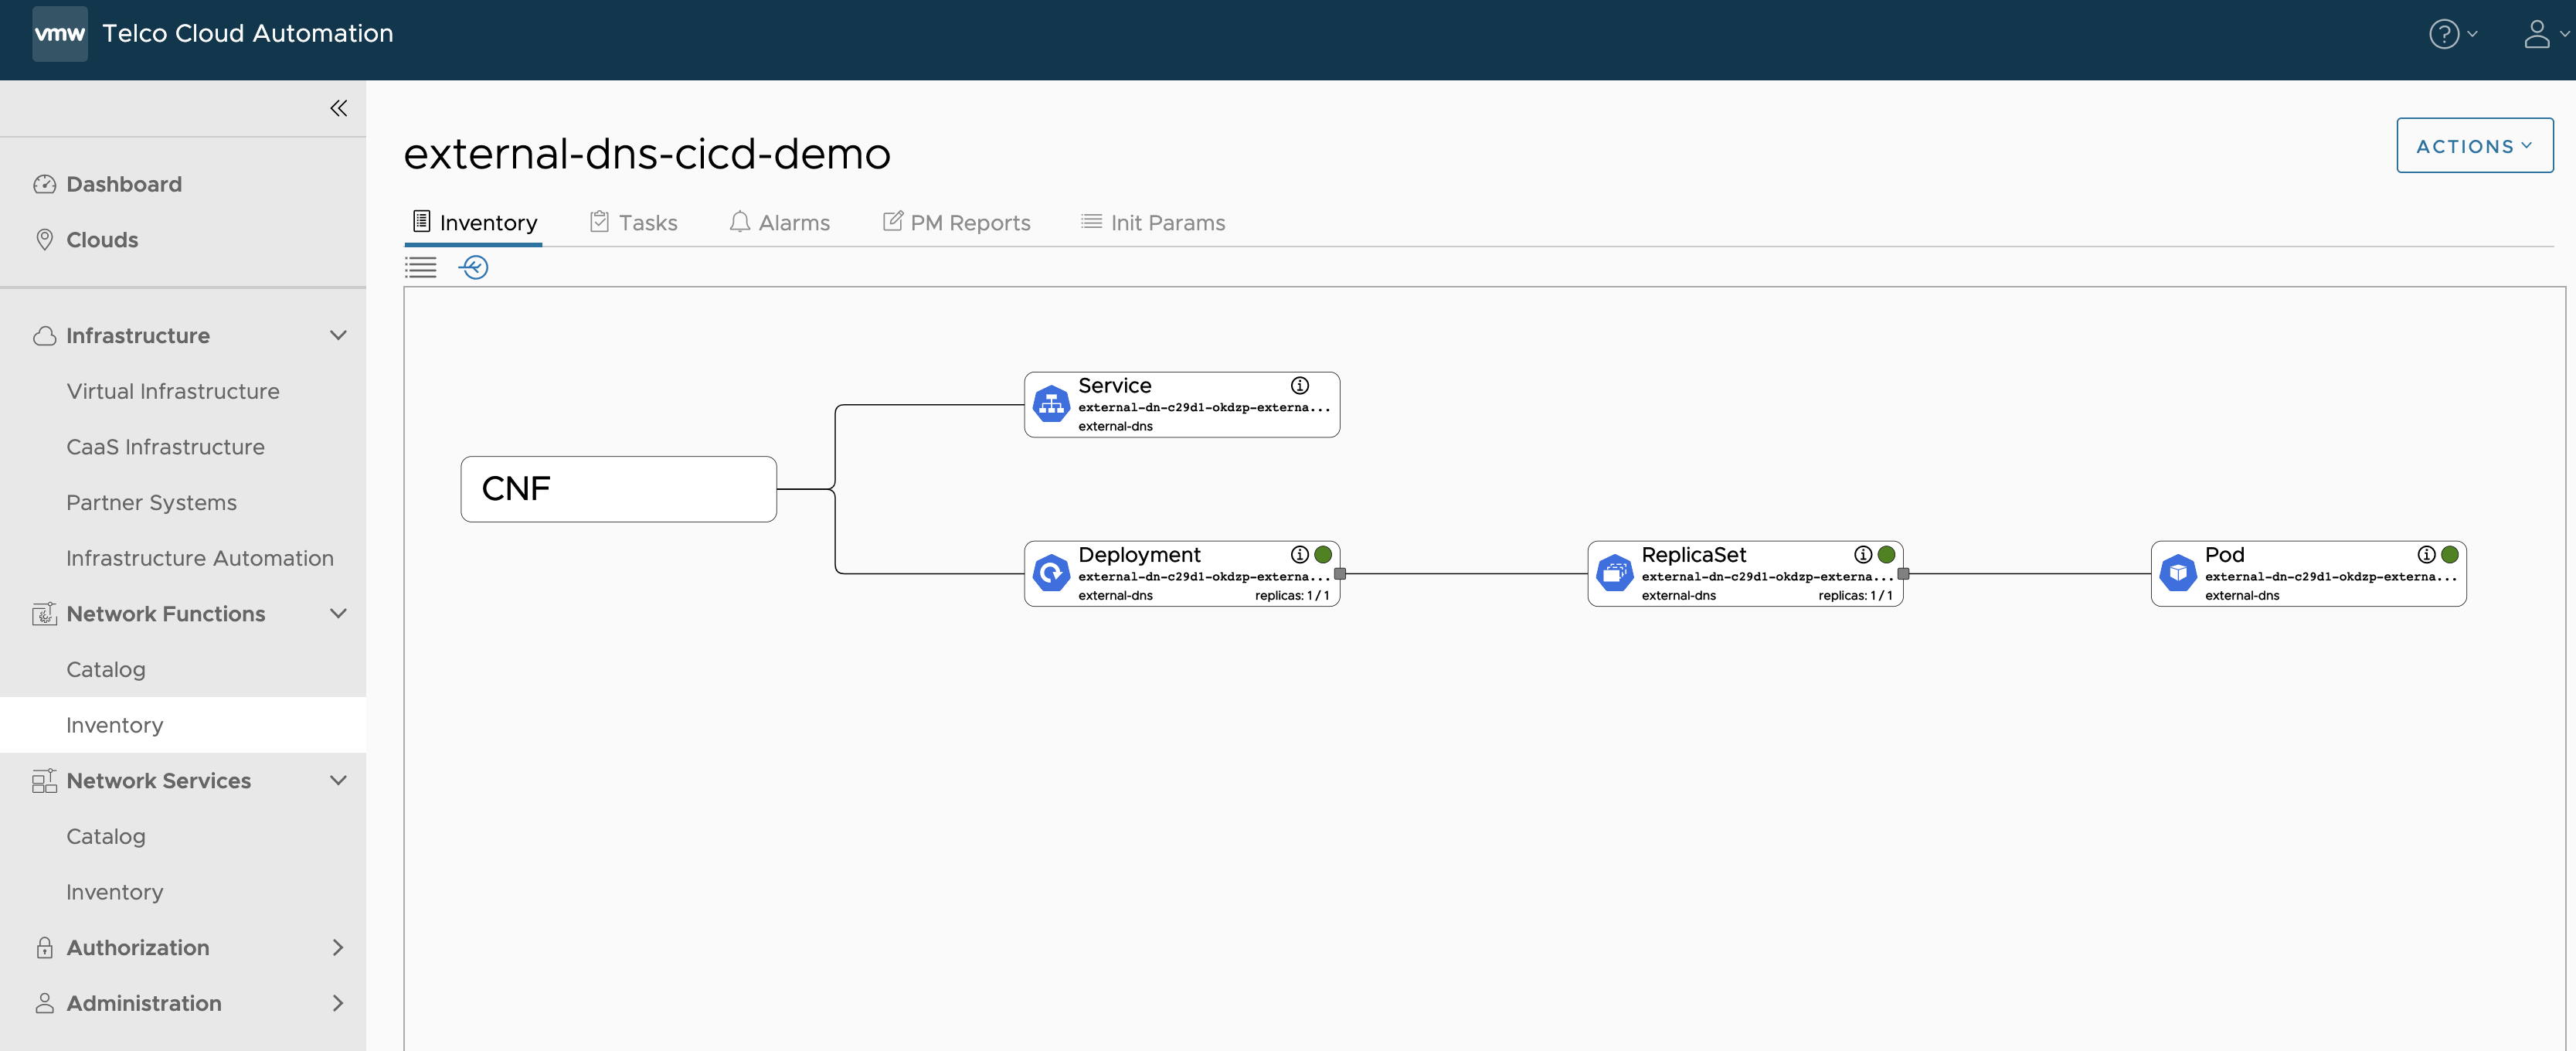 vmw Telco Cloud Automation
external-dns-cicd-demo
ACTIONS
Inventory Tasks Alarms PM Reports Init Params
Dashboard
Clouds
Infrastructure
Virtual Infrastructure
CaaS Infrastructure
Partner Systems
Infrastructure Automation
Network Functions
Catalog
Inventory
Network Services
Catalog
Inventory
Authorization
Administration
CNF
Service
external-dn-c29d1-okdzp-externa...
external-dns
Deployment
external-dn-c29d1-okdzp-externa...
external-dns replicas: 1 / 1
ReplicaSet
external-dn-c29d1-okdzp-externa...
external-dns replicas: 1 / 1
Pod
external-dn-c29d1-okdzp-externa...
external-dns